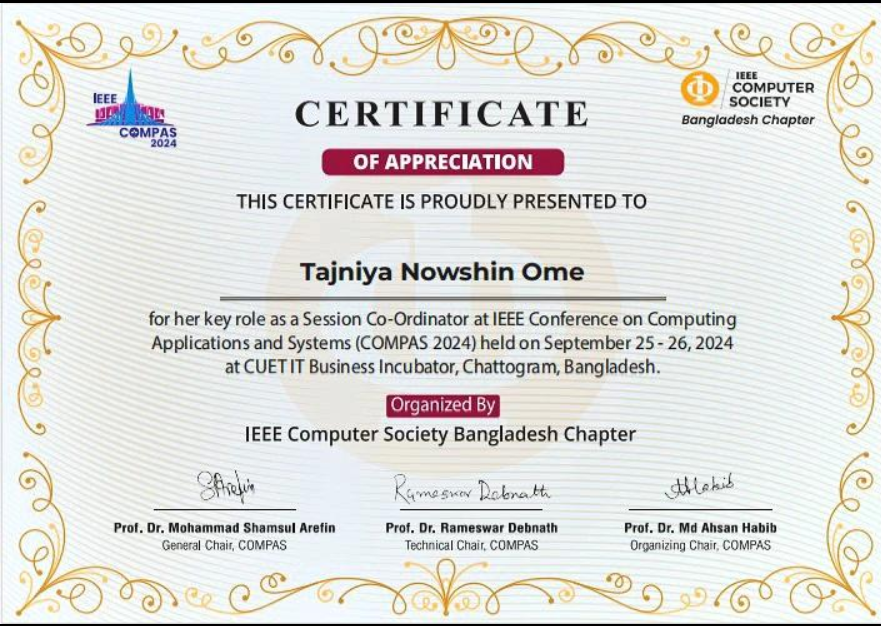 IEEE
COMPAS
2024
IEEE
COMPUTER
SOCIETY
Bangladesh Chapter
CERTIFICATE
OF APPRECIATION
THIS CERTIFICATE IS PROUDLY PRESENTED TO
Tajniya Nowshin Ome
for her key role as a Session Co-Ordinator at IEEE Conference on Computing
Applications and Systems (COMPAS 2024) held on September 25 - 26, 2024
at CUET IT Business Incubator, Chattogram, Bangladesh.
Organized By
IEEE Computer Society Bangladesh Chapter
SArefin
Rameswar Debnath
AHabib
Prof. Dr. Mohammad Shamsul Arefin
General Chair, COMPAS
Prof. Dr. Rameswar Debnath
Technical Chair, COMPAS
Prof. Dr. Md Ahsan Habib
Organizing Chair, COMPAS